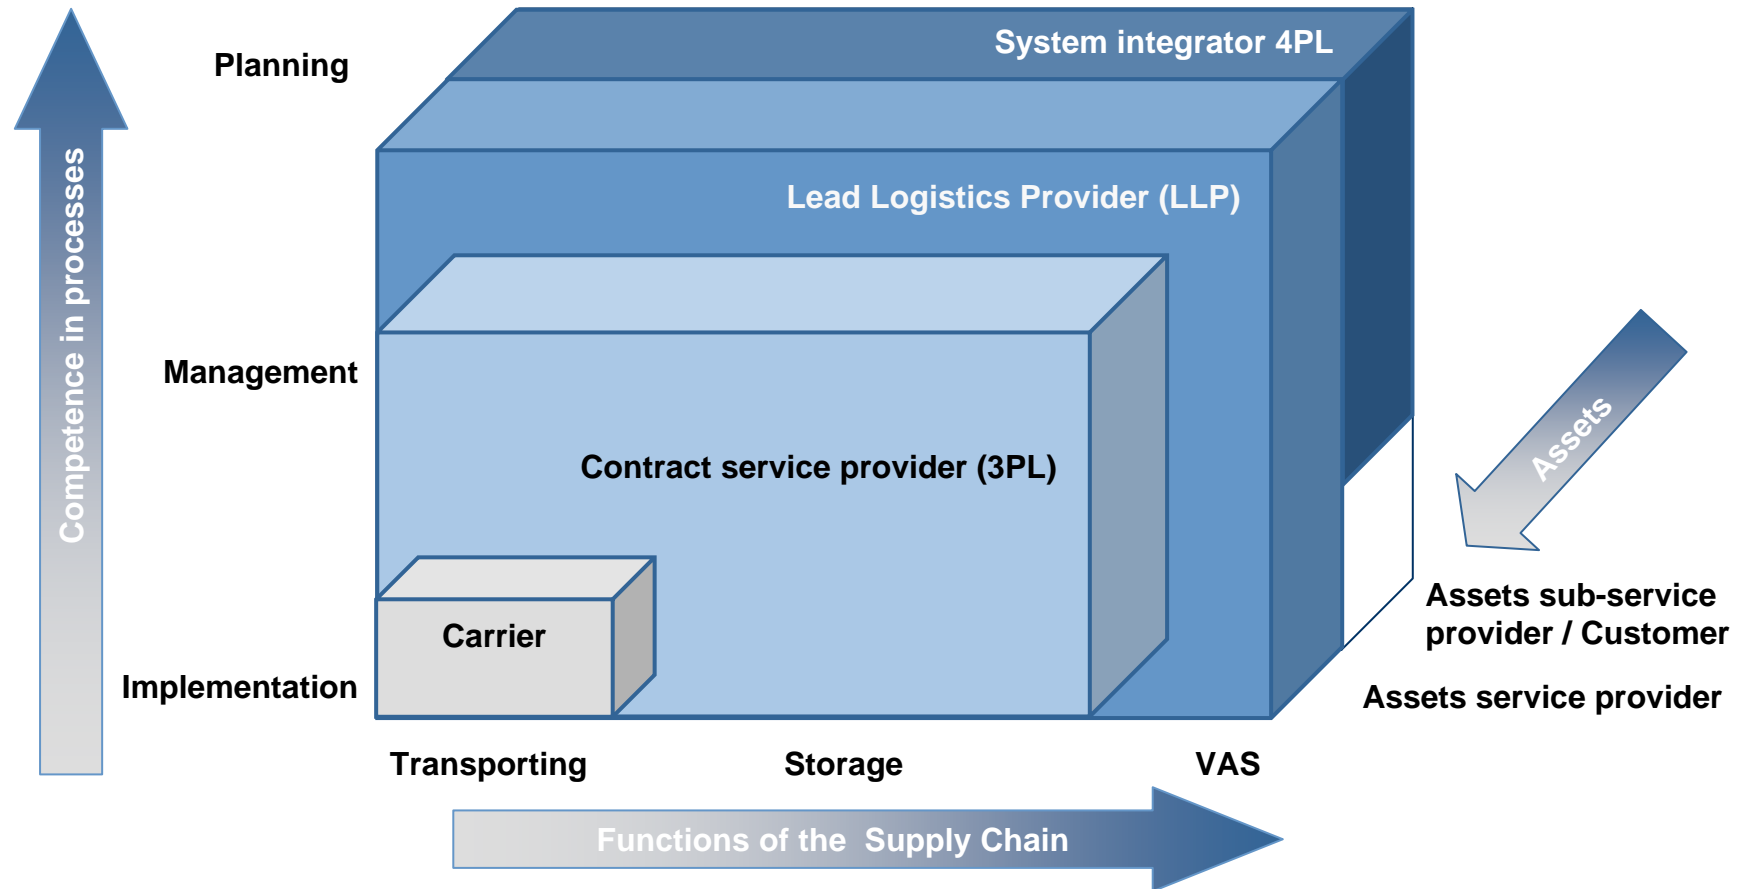 System integrator 4PL
Planning
Lead Logistics Provider (LLP)
Competence in processes
Management
Contract service provider (3PL)
Assets
Assets sub-service
provider / Customer
Carrier
Implementation
Assets service provider
Transporting
Storage
VAS
Functions of the  Supply Chain